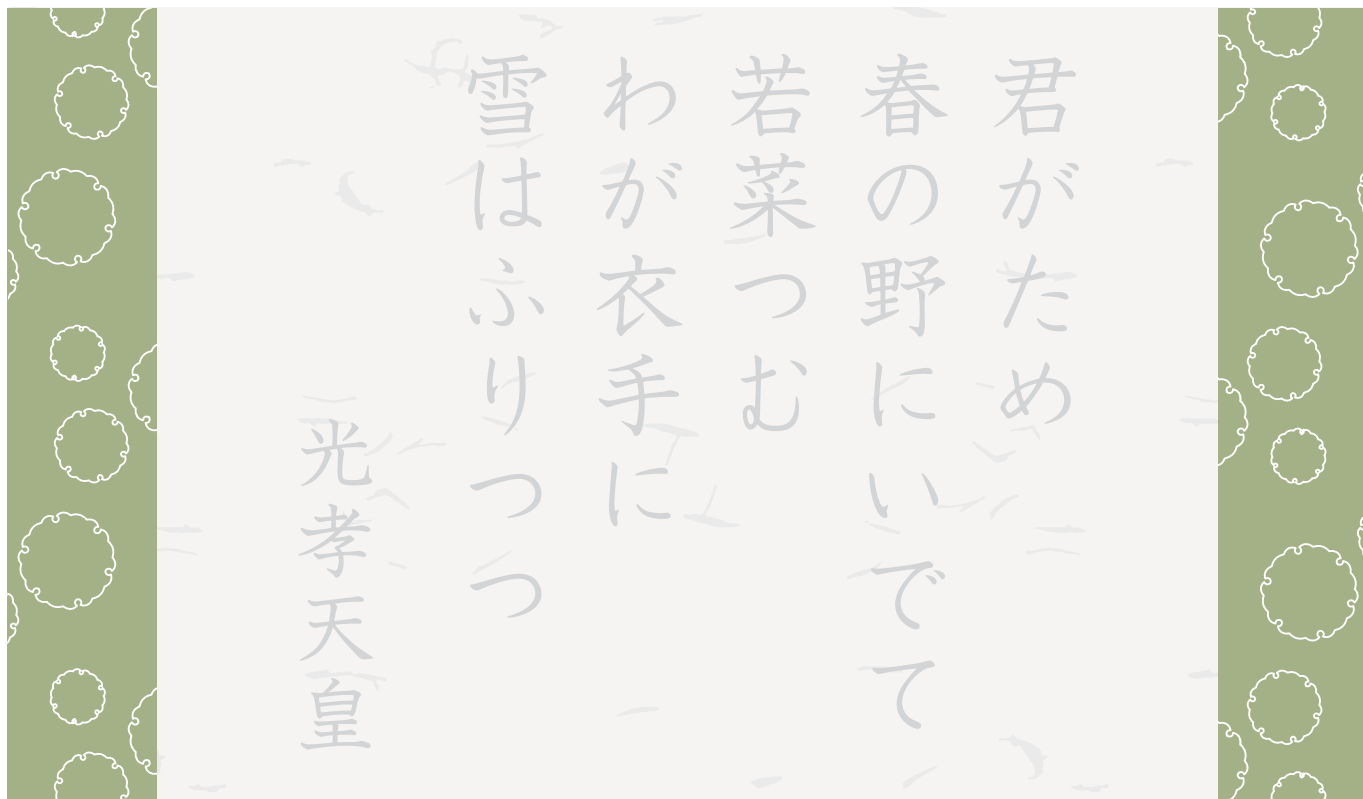 君がため
春の野にいでて
若菜つむ
わが衣手に
雪はふりつつ
光孝天皇